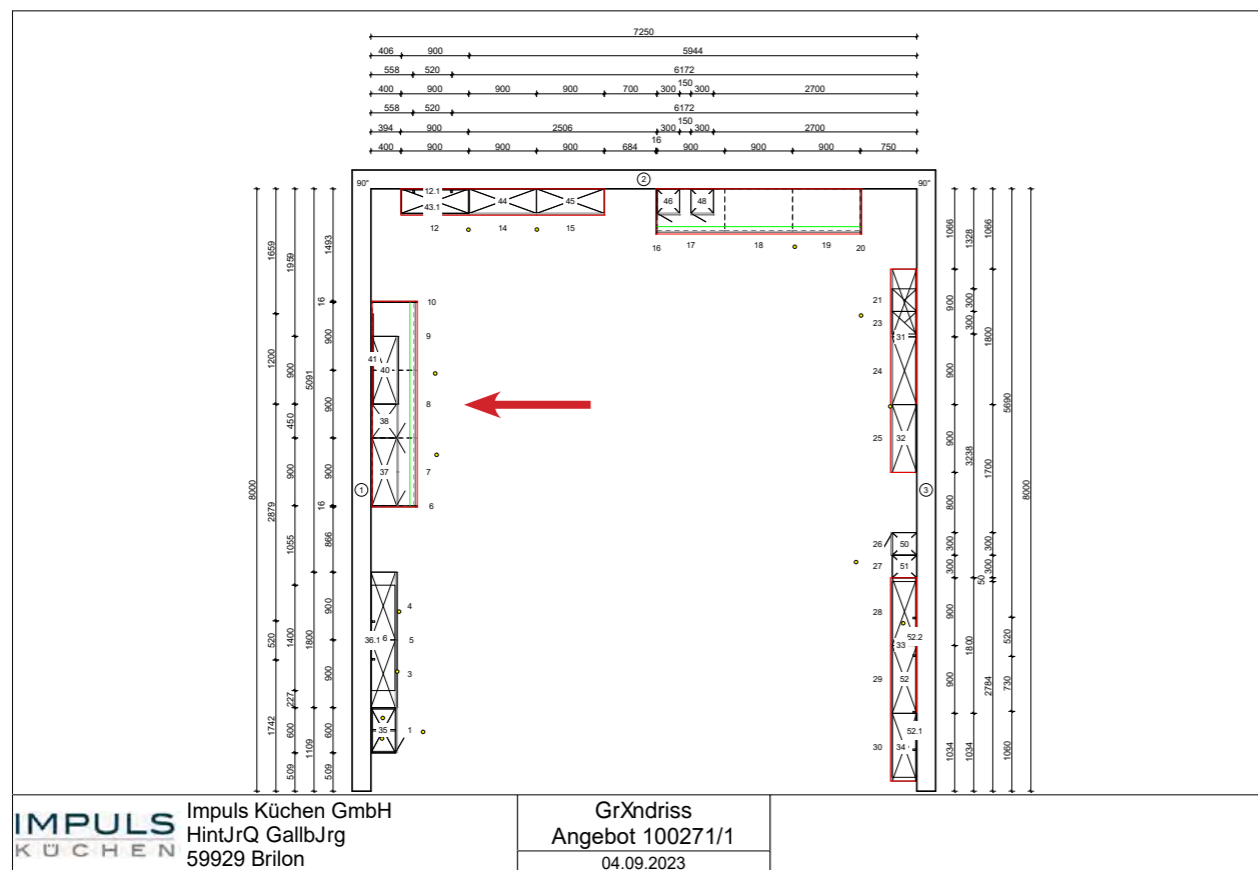 7250
406 900 5944
558 520 6172
150
400 900 900 900 700 300 300 2700
558 520 6172
150
394 900 2506 300 300 2700
16
400 900 900 900 684 900 900 900 750
2
90° 90°
12.1
43.1 44 45 46 48
12 14 15 16 17 18 19 20
8000
1659 1200 2879 520 1742
1959 900 450 900 1055 1400 227 600 509
5091 1800 1109
1493 16 900 900 900 16 866 900 900 600 509
1
10
9
41
40
8
38
37 7
6
4
36.1 6 5
3
35 1
21
23
31
24
25 32
3
26 50
27 51
28
52.2
33
29 52
52.1
30 34
1066 900 900 900 800 300 300 900 900 1034
1328 300 300 3238 1800 1034
1066 1800 1700 300 300 50 2784
5690 520 730 1060
8000
IMPULS
KÜCHEN
Impuls Küchen GmbH
HintJrQ GallbJrg
59929 Brilon
GrXndriss
Angebot 100271/1
04.09.2023